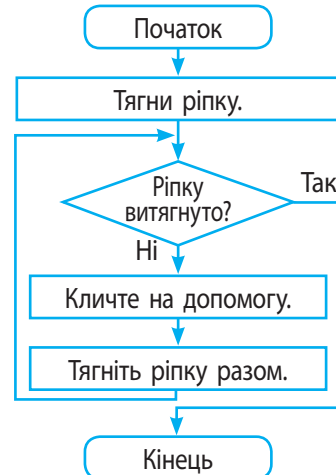 Початок
Тягни ріпку.
Ріпку
витягнуто?
Так
Ні
Кличте на допомогу.
Тягніть ріпку разом.
Кінець